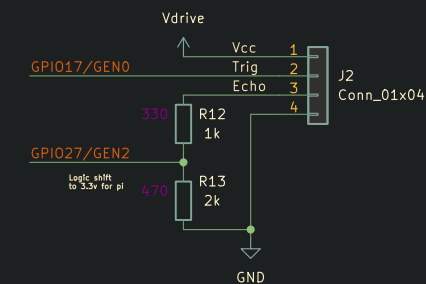 Vdrive
Vcc 1
GPIO17/GEN0 Trig 2
Echo 3
4
J2
Conn_01x04
330 R12
1k
GPIO27/GEN2
Logic shift
to 3.3v for pi
470 R13
2k
GND